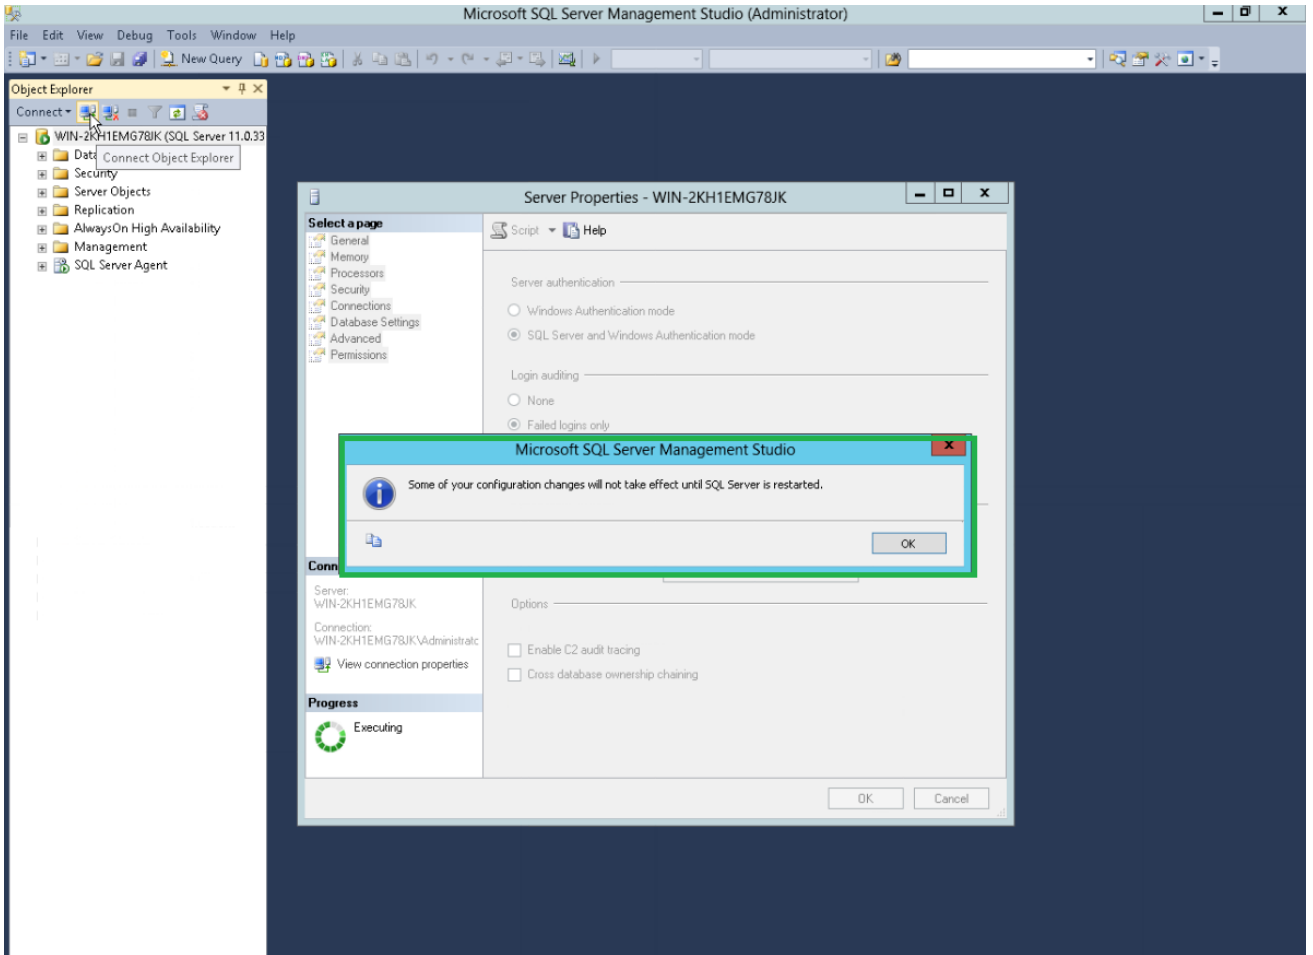 Microsoft SQL Server Management Studio (Administrator)
File Edit View Debug Tools Window Help
New Query
Object Explorer
Connect
WIN-2KH1EMG78JK (SQL Server 11.0.33
Data
Connect Object Explorer
Security
Server Objects
Replication
AlwaysOn High Availability
Management
SQL Server Agent
Server Properties - WIN-2KH1EMG78JK
Select a page
General
Memory
Processors
Security
Connections
Database Settings
Advanced
Permissions
Script Help
Server authentication
Windows Authentication mode
SQL Server and Windows Authentication mode
Login auditing
None
Failed logins only
Microsoft SQL Server Management Studio
Some of your configuration changes will not take effect until SQL Server is restarted.
OK
Conn
Server:
WIN-2KH1EMG78JK
Connection:
WIN-2KH1EMG78JK\Administratc
View connection properties
Progress
Executing
Options
Enable C2 audit tracing
Cross database ownership chaining
OK Cancel